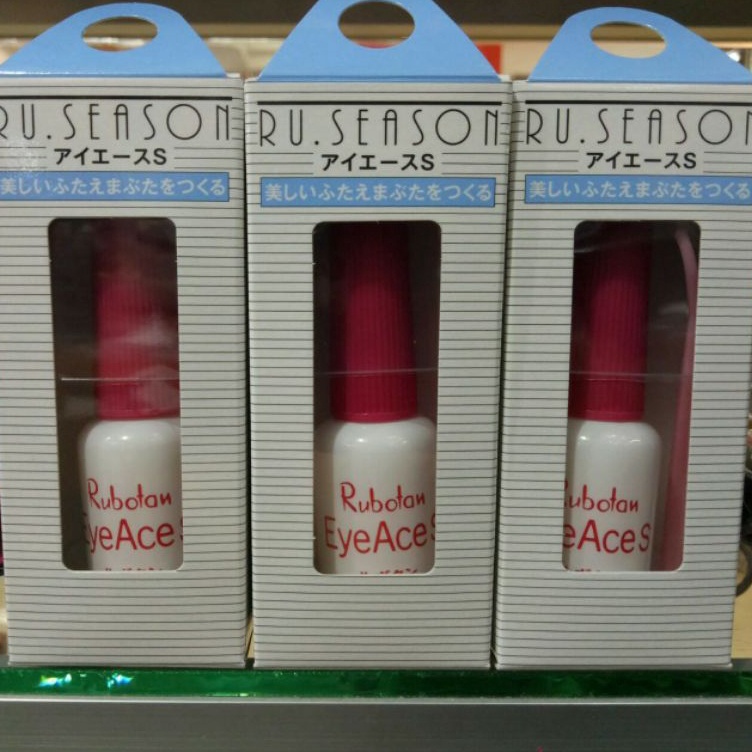 RU.SEASON
アイエースS
美しいふたえまぶたをつくる
Rubotan
EyeAce S
RU.SEASON
アイエースS
美しいふたえまぶたをつくる
Rubotan
EyeAce S
RU.SEASON
アイエースS
美しいふたえまぶたをつくる
Rubotan
eAce S